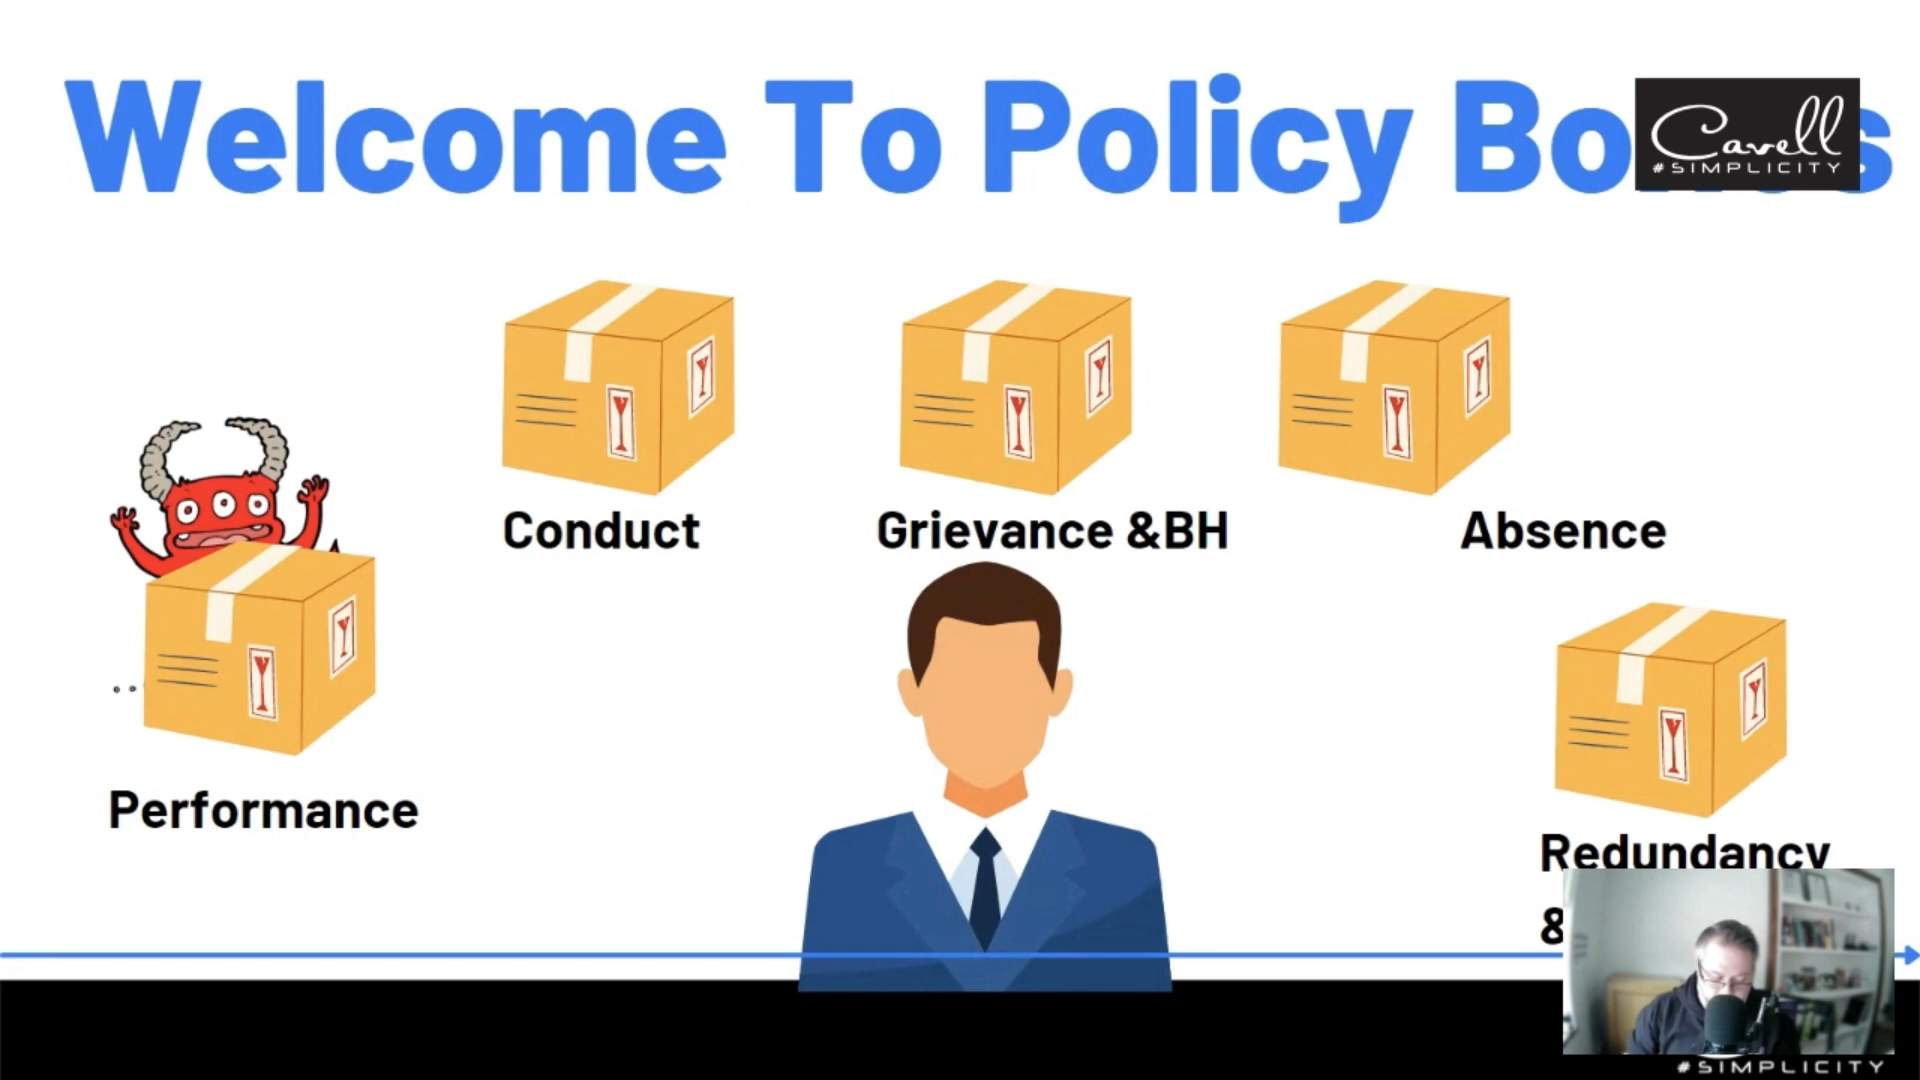 Welcome To Policy Bo
Cavell
#SIMPLICITY
Conduct
Grievance &BH
Absence
Performance
Redundancy
&
#SIMPLICITY